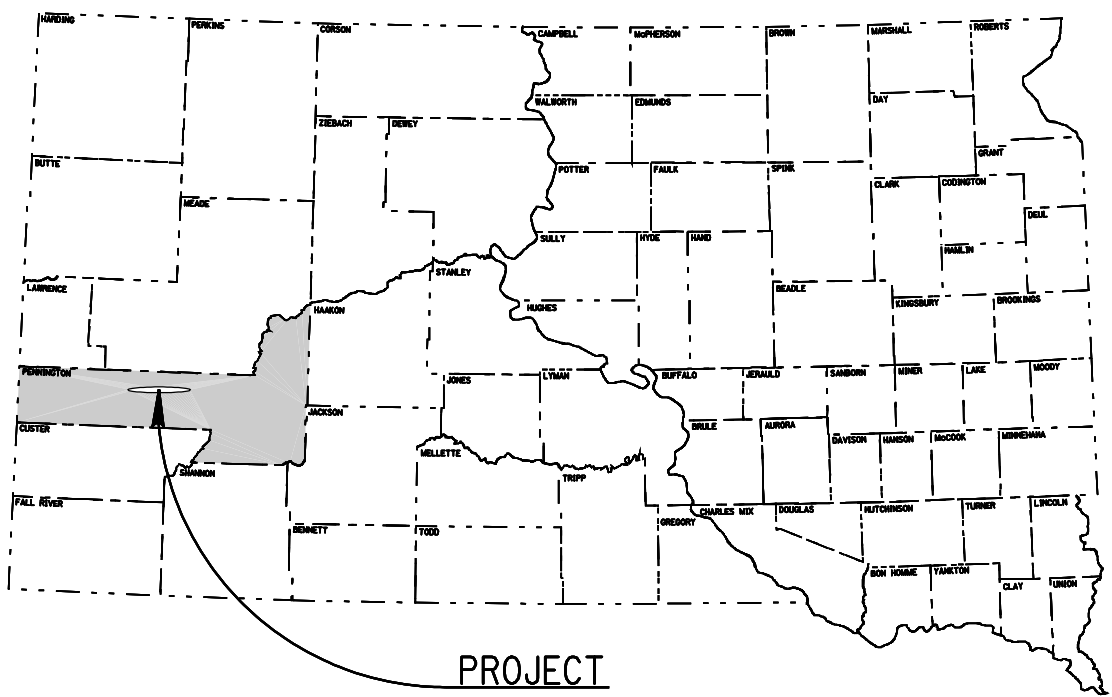 HARDING
PERKINS
CORSON
CAMPBELL
McPHERSON
BROWN
MARSHALL
ROBERTS
WALWORTH
EDMUNDS
DAY
ZIEBACH
DEWEY
GRANT
BUTTE
POTTER
FAULK
SPINK
CLARK
CODINGTON
MEADE
DEUL
SULLY
HYDE
HAND
HAMLIN
STANLEY
LAWRENCE
BEADLE
HAAKON
HUGHES
KINGSBURY
BROOKINGS
PENNINGTON
JONES
LYMAN
BUFFALO
JERAULD
SANBORN
MINER
LAKE
MOODY
JACKSON
CUSTER
BRULE
AURORA
DAVISON
HANSON
McCOOK
MINNEHAHA
MELLETTE
SHANNON
TRIPP
FALL RIVER
GREGORY
CHARLES MIX
DOUGLAS
HUTCHINSON
TURNER
LINCOLN
BENNETT
TODD
BON HOMME
YANKTON
CLAY
UNION
PROJECT